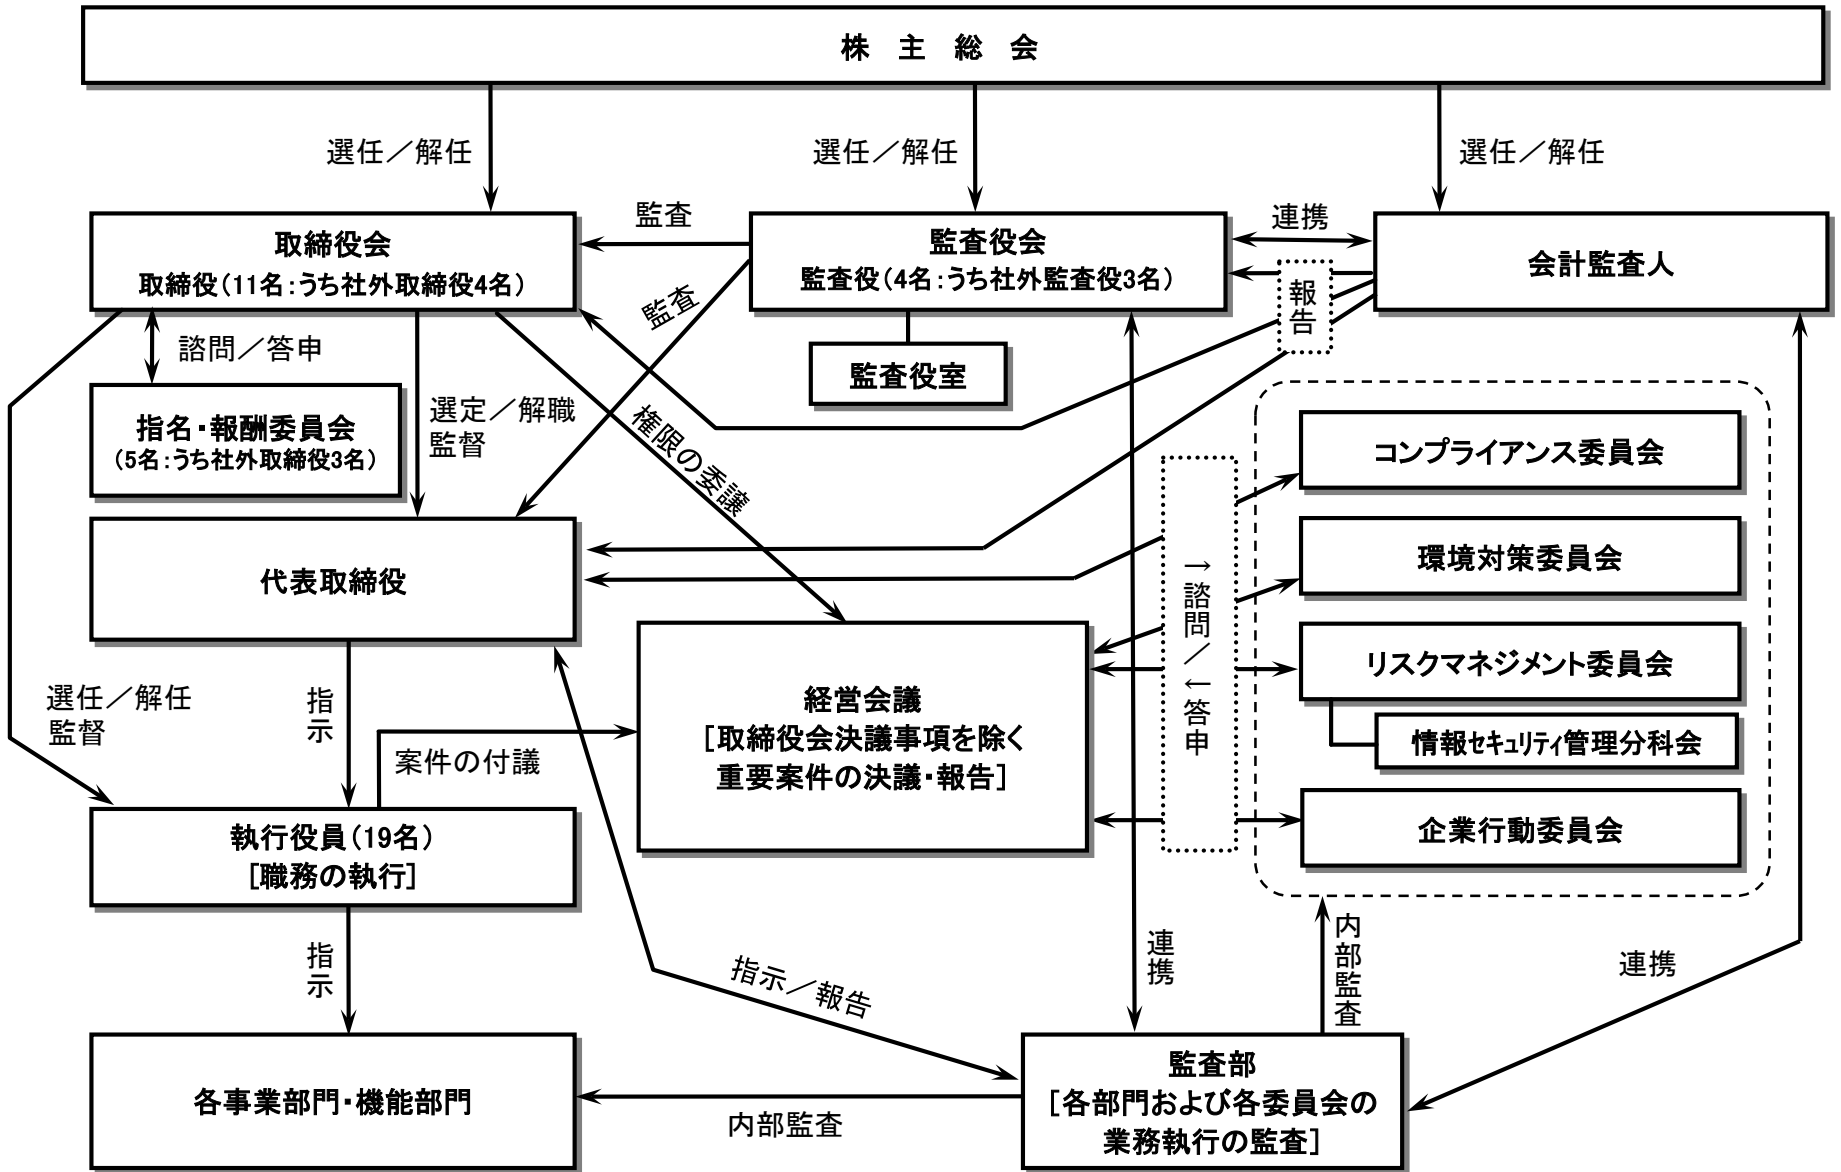 株　主　総　会
選任／解任
選任／解任
選任／解任
取締役会
取締役（11名：うち社外取締役4名）
監査
監査役会
監査役（4名：うち社外監査役3名）
連携
会計監査人
報告
監査
諮問／答申
監査役室
指名・報酬委員会
（5名：うち社外取締役3名）
選定／解職
監督
権限の委譲
コンプライアンス委員会
環境対策委員会
リスクマネジメント委員会
情報セキュリティ管理分科会
企業行動委員会
→諮問／←答申
代表取締役
経営会議
［取締役会決議事項を除く
重要案件の決議・報告］
選任／解任
監督
指示
案件の付議
執行役員（19名）
［職務の執行］
指示
指示／報告
連携
内部監査
連携
各事業部門・機能部門
内部監査
監査部
［各部門および各委員会の
業務執行の監査］